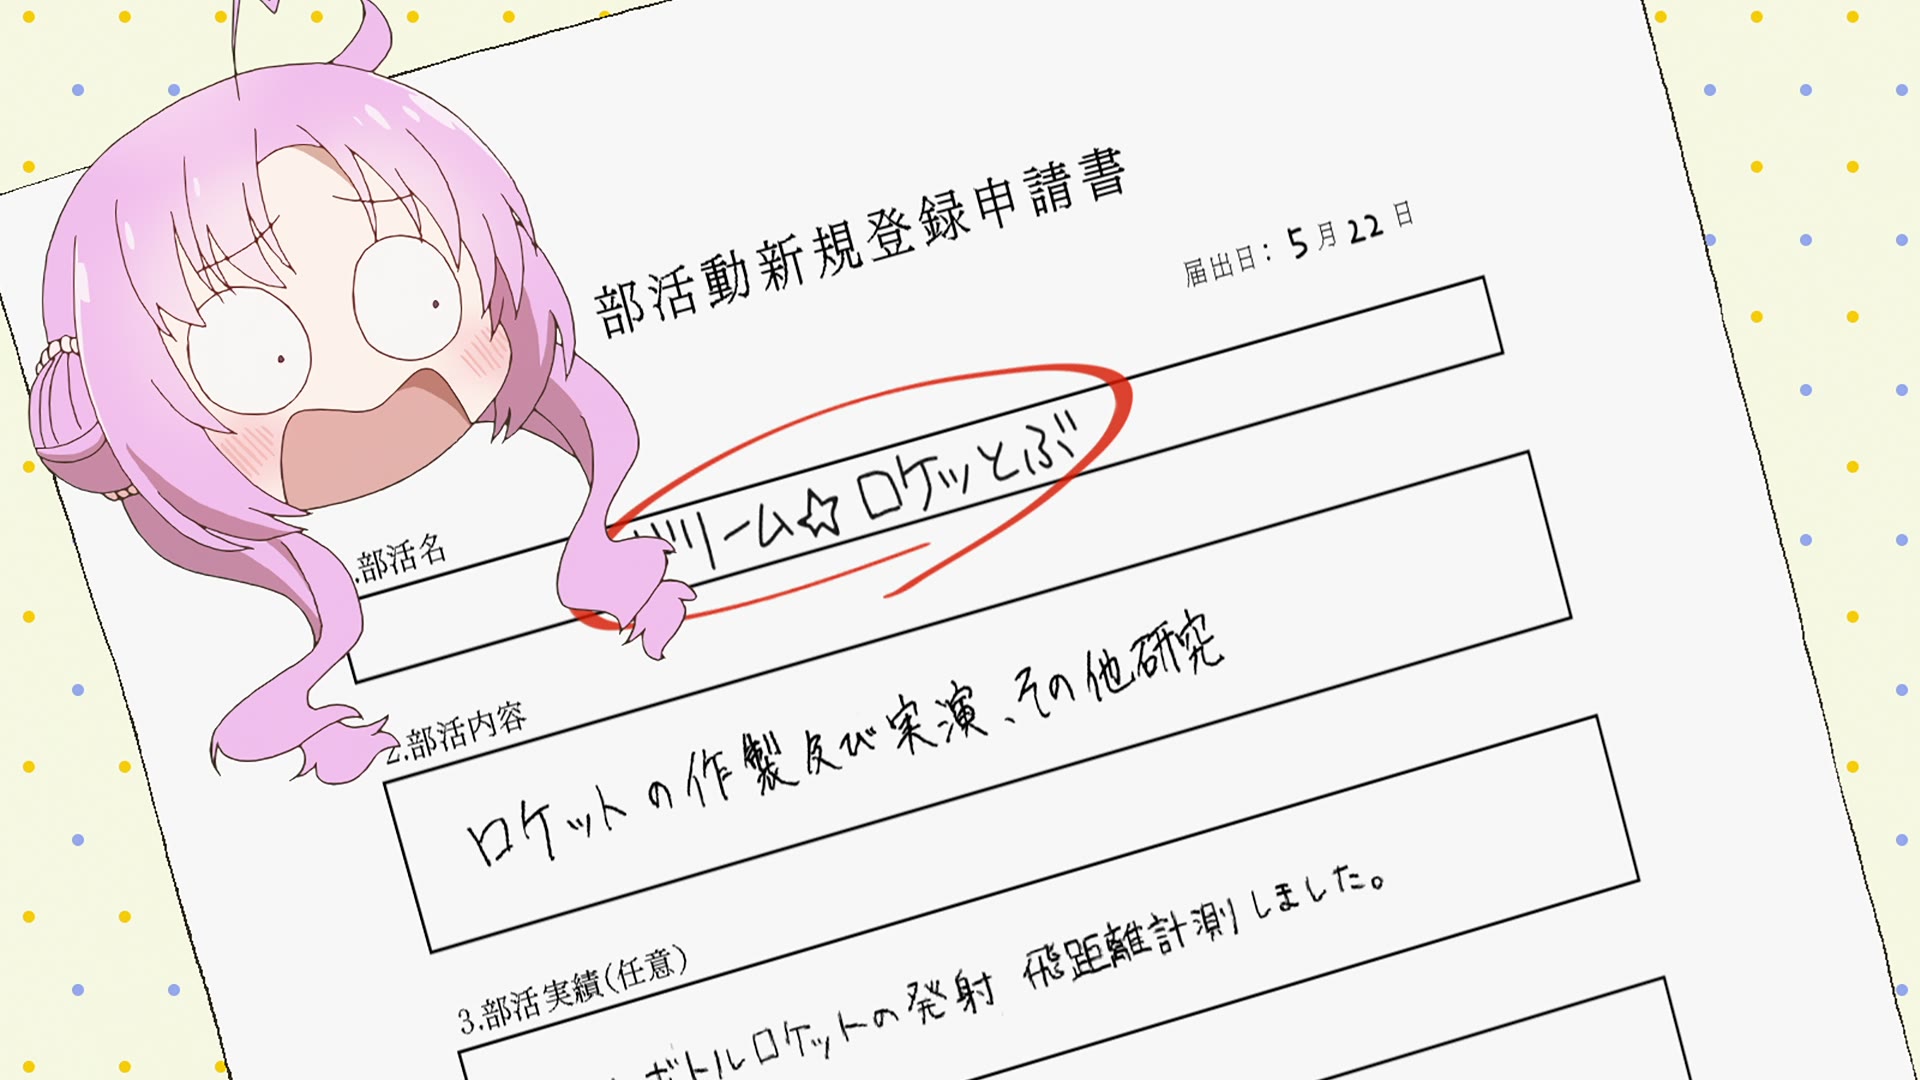 部活動新規登録申請書
届出日：5月22日
.部活名
ドリーム☆ロケッとぶ
2.部活内容
ロケットの作製及び実演、その他研究
3.部活実績(任意)
ボトルロケットの発射 飛距離計測しました。